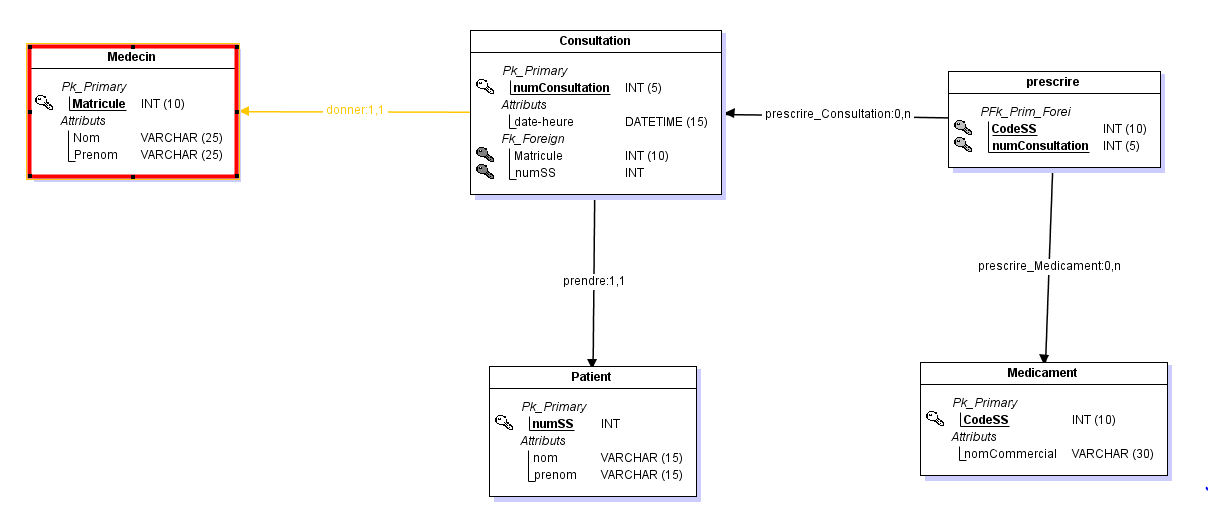 Medecin
Pk_Primary
Matricule INT (10)
Attributs
Nom VARCHAR (25)
Prenom VARCHAR (25)
donner:1,1
Consultation
Pk_Primary
numConsultation INT (5)
Attributs
date-heure DATETIME (15)
Fk_Foreign
Matricule INT (10)
numSS INT
prescrire_Consultation:0,n
prescrire
PFk_Prim_Forei
CodeSS INT (10)
numConsultation INT (5)
prendre:1,1
prescrire_Medicament:0,n
Patient
Pk_Primary
numSS INT
Attributs
nom VARCHAR (15)
prenom VARCHAR (15)
Medicament
Pk_Primary
CodeSS INT (10)
Attributs
nomCommercial VARCHAR (30)